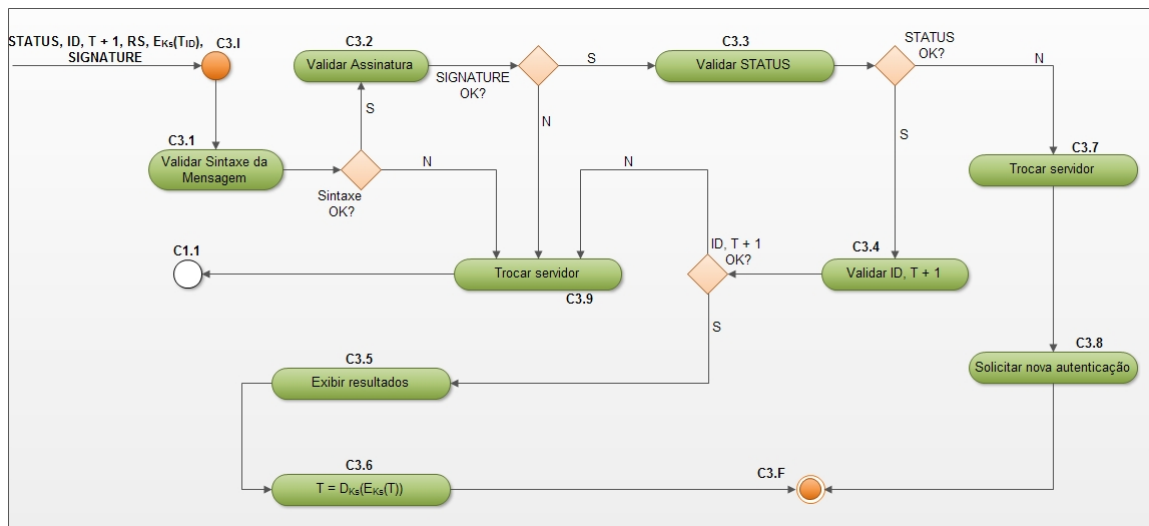 STATUS, ID, T + 1, RS, EKs(TID),
SIGNATURE
C3.I
C3.2
Validar Assinatura
SIGNATURE
OK?
S
N
C3.3
Validar STATUS
STATUS
OK?
N
S
C3.1
Validar Sintaxe da
Mensagem
S
N
Sintaxe
OK?
N
C3.7
Trocar servidor
C1.1
Trocar servidor
C3.9
ID, T + 1
OK?
S
C3.4
Validar ID, T + 1
C3.5
Exibir resultados
C3.8
Solicitar nova autenticação
C3.6
T = DKs(EKs(T))
C3.F